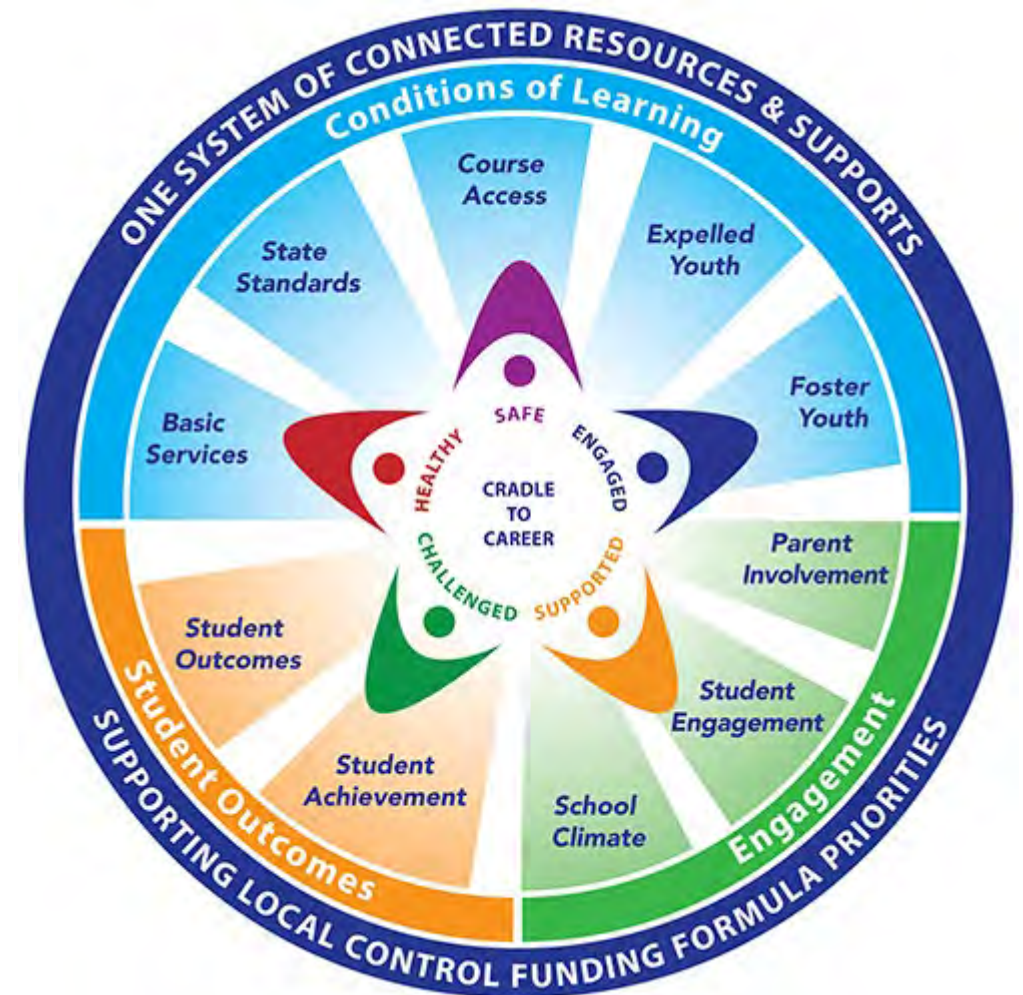 ONE SYSTEM OF CONNECTED RESOURCES & SUPPORTS
Conditions of Learning
Course
Access
State
Standards
Expelled
Youth
Basic
Services
Foster
Youth
SAFE
HEALTHY
ENGAGED
CRADLE
TO
CAREER
CHALLENGED
SUPPORTED
Parent
Involvement
Student
Outcomes
Student
Engagement
Student
Achievement
School
Climate
Student Outcomes
Engagement
SUPPORTING LOCAL CONTROL FUNDING FORMULA PRIORITIES